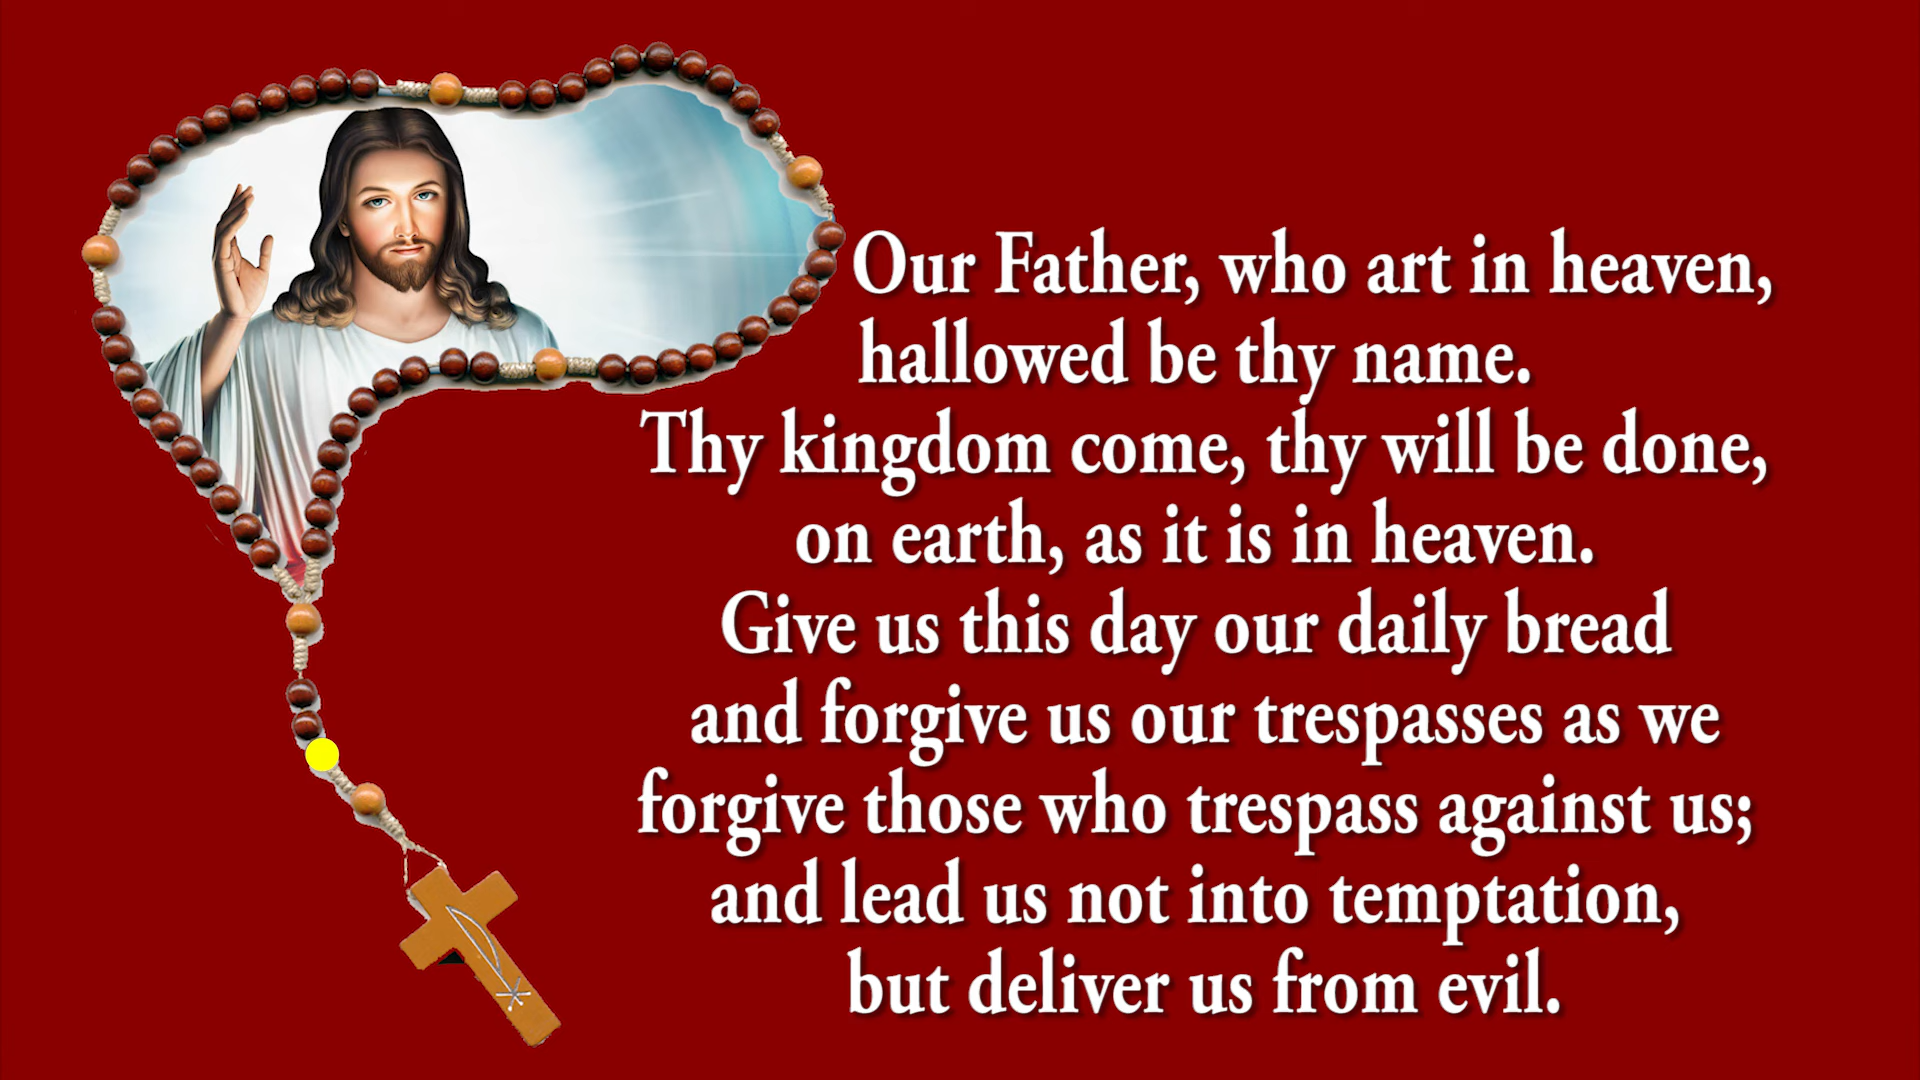 Our Father, who art in heaven,
hallowed be thy name.
Thy kingdom come, thy will be done,
on earth, as it is in heaven.
Give us this day our daily bread
and forgive us our trespasses as we
forgive those who trespass against us;
and lead us not into temptation,
but deliver us from evil.